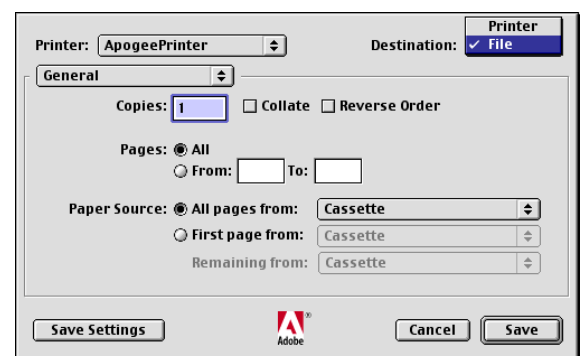 Printer
Printer: ApogeePrinter Destination: ✓ File
General
Copies: 1 Collate Reverse Order
Pages: All
From: To:
Paper Source: All pages from: Cassette
First page from: Cassette
Remaining from: Cassette
Save Settings Adobe® Cancel Save